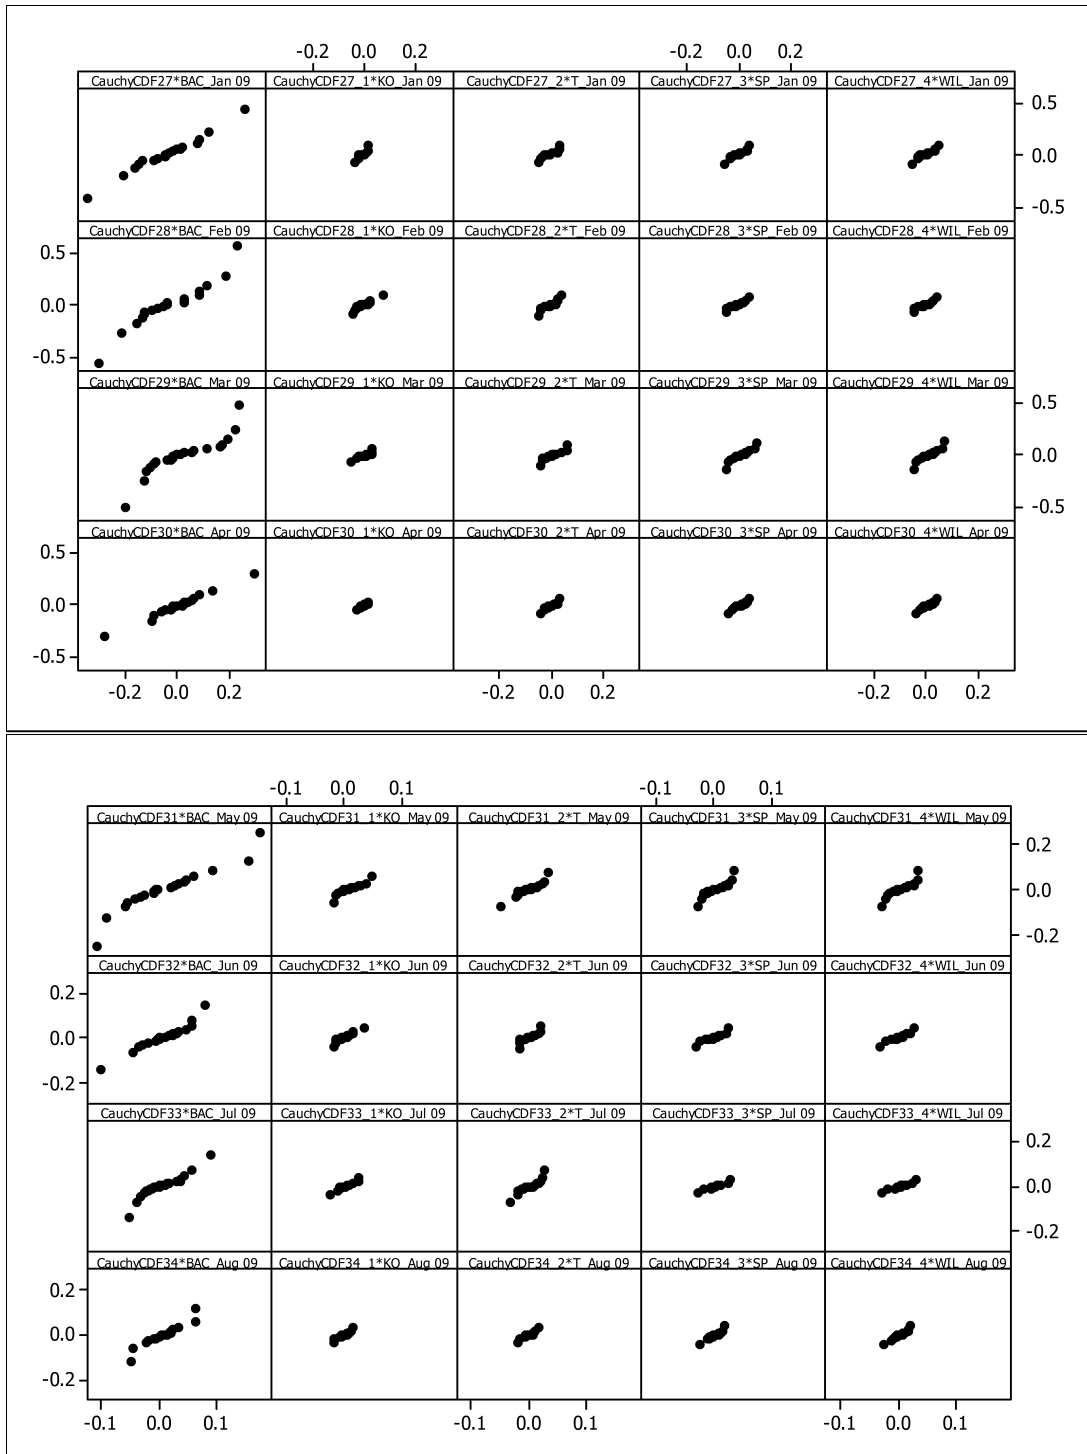 -0.2 0.0 0.2 -0.2 0.0 0.2
CauchyCDF27*BAC_Jan 09 CauchyCDF27_1*KO_Jan 09 CauchyCDF27_2*T_Jan 09 CauchyCDF27_3*SP_Jan 09 CauchyCDF27_4*WIL_Jan 09
0.5
0.0
-0.5
CauchyCDF28*BAC_Feb 09 CauchyCDF28_1*KO_Feb 09 CauchyCDF28_2*T_Feb 09 CauchyCDF28_3*SP_Feb 09 CauchyCDF28_4*WIL_Feb 09
0.5
0.0
-0.5
CauchyCDF29*BAC_Mar 09 CauchyCDF29_1*KO_Mar 09 CauchyCDF29_2*T_Mar 09 CauchyCDF29_3*SP_Mar 09 CauchyCDF29_4*WIL_Mar 09
0.5
0.0
-0.5
CauchyCDF30*BAC_Apr 09 CauchyCDF30_1*KO_Apr 09 CauchyCDF30_2*T_Apr 09 CauchyCDF30_3*SP_Apr 09 CauchyCDF30_4*WIL_Apr 09
0.5
0.0
-0.5
-0.2 0.0 0.2 -0.2 0.0 0.2 -0.2 0.0 0.2
-0.1 0.0 0.1 -0.1 0.0 0.1
CauchyCDF31*BAC_May 09 CauchyCDF31_1*KO_May 09 CauchyCDF31_2*T_May 09 CauchyCDF31_3*SP_May 09 CauchyCDF31_4*WIL_May 09
0.2
0.0
-0.2
CauchyCDF32*BAC_Jun 09 CauchyCDF32_1*KO_Jun 09 CauchyCDF32_2*T_Jun 09 CauchyCDF32_3*SP_Jun 09 CauchyCDF32_4*WIL_Jun 09
0.2
0.0
-0.2
CauchyCDF33*BAC_Jul 09 CauchyCDF33_1*KO_Jul 09 CauchyCDF33_2*T_Jul 09 CauchyCDF33_3*SP_Jul 09 CauchyCDF33_4*WIL_Jul 09
0.2
0.0
-0.2
CauchyCDF34*BAC_Aug 09 CauchyCDF34_1*KO_Aug 09 CauchyCDF34_2*T_Aug 09 CauchyCDF34_3*SP_Aug 09 CauchyCDF34_4*WIL_Aug 09
0.2
0.0
-0.2
-0.1 0.0 0.1 -0.1 0.0 0.1 -0.1 0.0 0.1